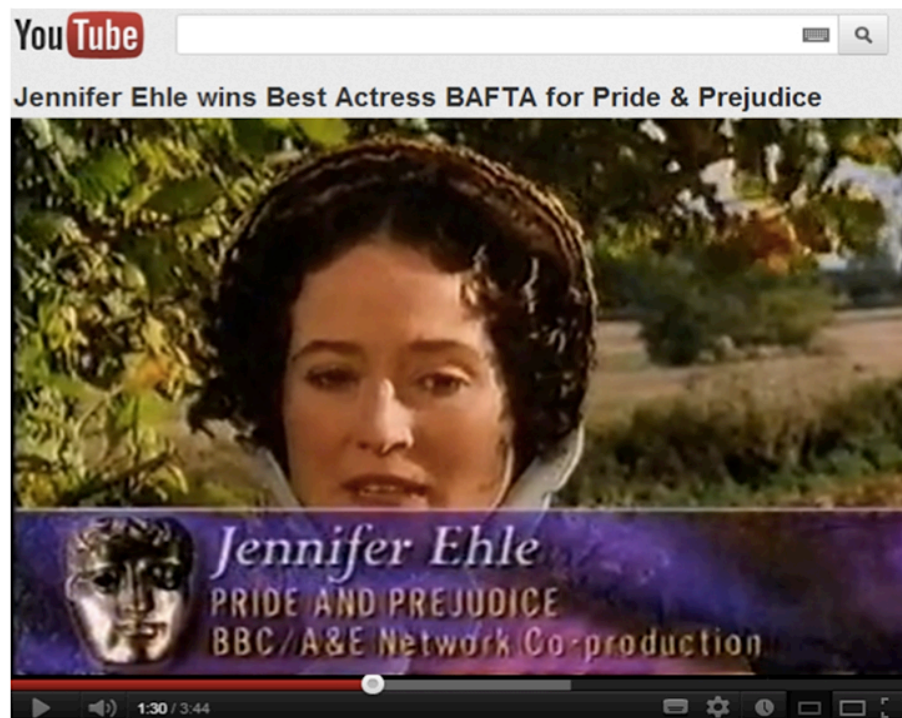 YouTube
Jennifer Ehle wins Best Actress BAFTA for Pride & Prejudice
Jennifer Ehle
PRIDE AND PREJUDICE
BBC/A&E Network Co-production
1:30 / 3:44